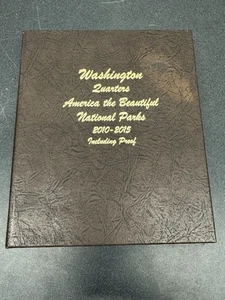 Washington
Quarters
America the Beautiful
National Parks
2010-2015
Including Proof